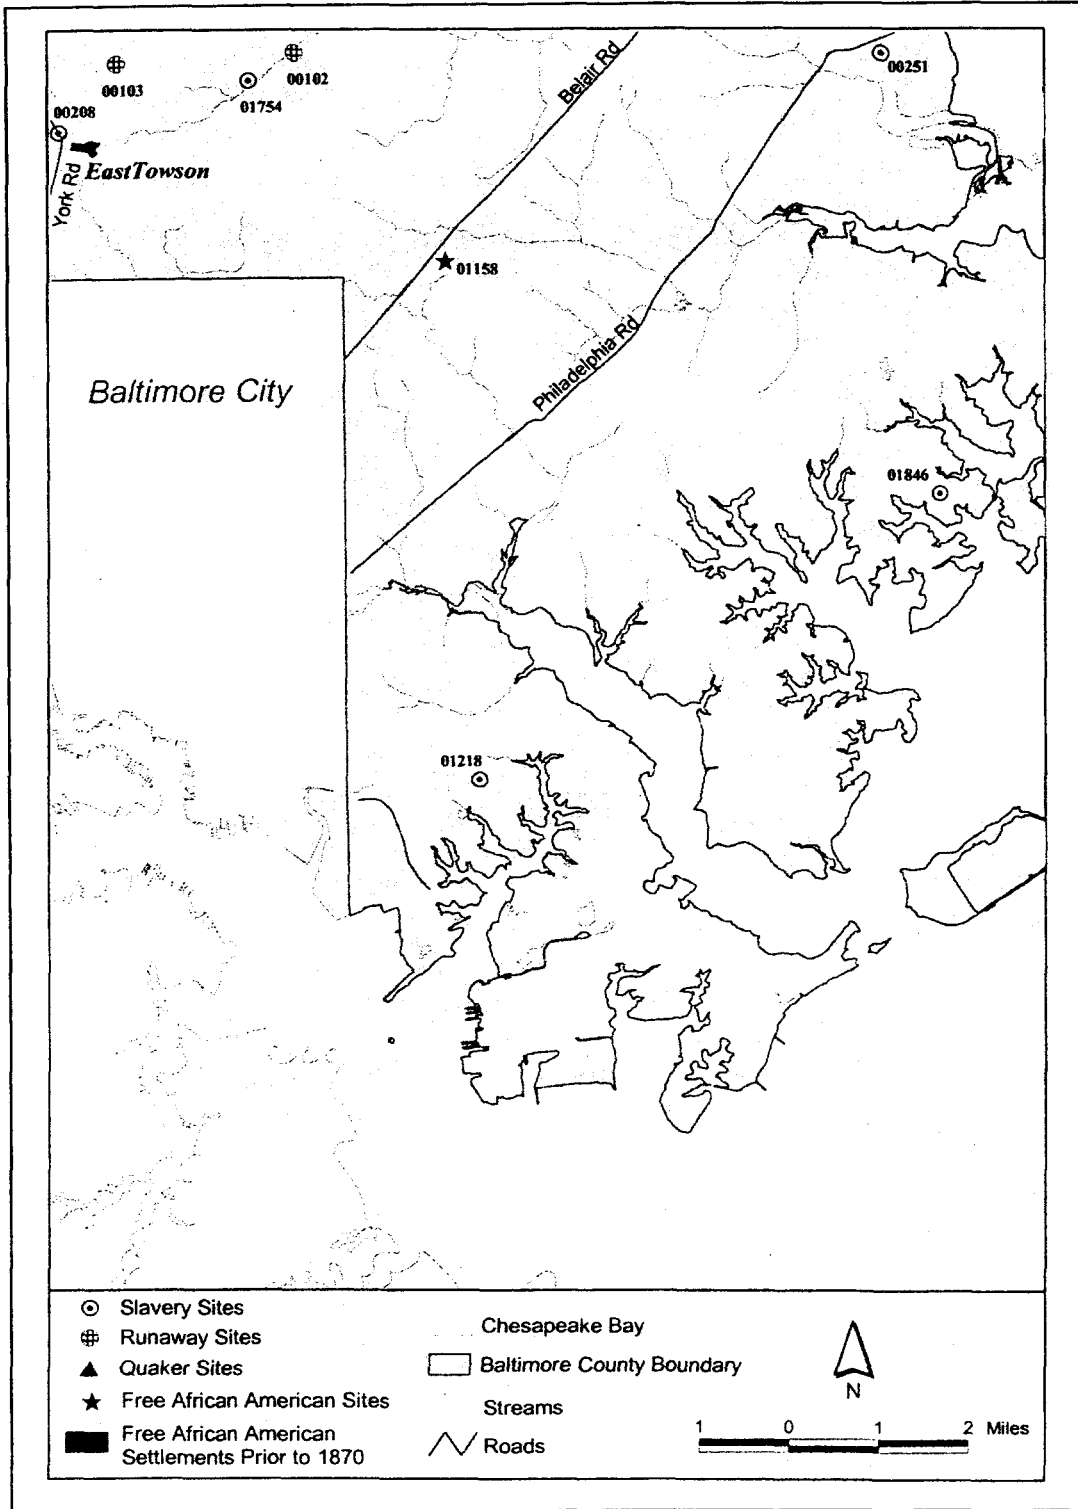 00103
00102
00251
01754
00208
Belair Rd
EastTowson
York Rd
01158
Philadelphia Rd
Baltimore City
01846
01218
Slavery Sites
Runaway Sites
Quaker Sites
Free African American Sites
Free African American
Settlements Prior to 1870
Chesapeake Bay
Baltimore County Boundary
Streams
Roads
N
1 0 1 2 Miles